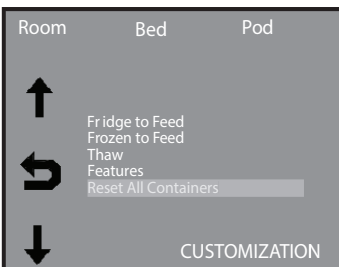 Room Bed Pod
Fridge to Feed
Frozen to Feed
Thaw
Features
Reset All Containers
CUSTOMIZATION